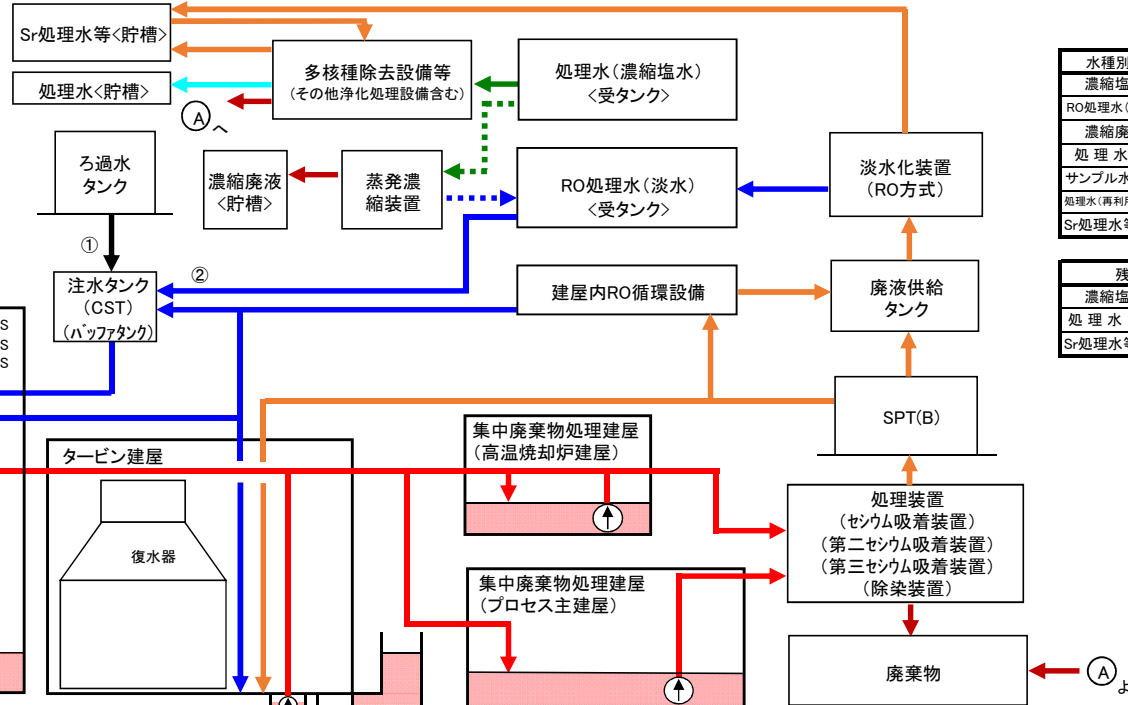 Sr処理水等<貯槽>
処理水<貯槽>
多核種除去設備等
(その他浄化処理設備含む)
処理水(濃縮塩水)
<受タンク>
A へ
ろ過水
タンク
濃縮廃液
<貯槽>
蒸発濃
縮装置
RO処理水(淡水)
<受タンク>
淡水化装置
(RO方式)
①
②
注水タンク
(CST)
(バッファタンク)
建屋内RO循環設備
廃液供給
タンク
SPT(B)
S
S
S
タービン建屋
復水器
集中廃棄物処理建屋
(高温焼却炉建屋)
集中廃棄物処理建屋
(プロセス主建屋)
処理装置
(セシウム吸着装置)
(第二セシウム吸着装置)
(第三セシウム吸着装置)
(除染装置)
廃棄物
A よ
水種別
濃縮塩
RO処理水(
濃縮廃
処 理 水
サンプル水
処理水(再利用
Sr処理水等
残
濃縮塩
処 理 水
Sr処理水等